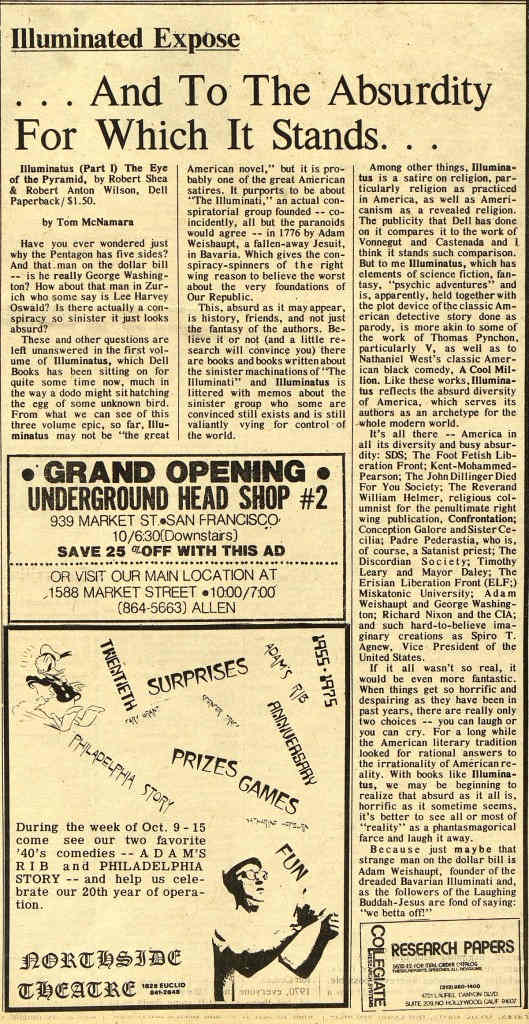 Illuminated Expose
. . . And To The Absurdity
For Which It Stands. . .
Illuminatus (Part I) The Eye
of the Pyramid, by Robert Shea
& Robert Anton Wilson, Dell
Paperback/$1.50.
by Tom McNamara
Have you ever wondered just
why the Pentagon has five sides?
And that man on the dollar bill
-- is he really George Washing-
ton? How about that man in Zur-
ich who some say is Lee Harvey
Oswald? Is there actually a con-
spiracy so sinister it just looks
absurd?
These and other questions are
left unanswered in the first vol-
ume of Illuminatus, which Dell
Books has been sitting on for
quite some time now, much in
the way a dodo might sit hatching
the egg of some unknown bird.
From what we can see of this
three volume epic, so far, Illu-
minatus may not be "the great
American novel," but it is pro-
bably one of the great American
satires. It purports to be about
"The Illuminati," an actual con-
spiratorial group founded -- co-
incidently, all but the paranoids
would agree -- in 1776 by Adam
Weishaupt, a fallen-away Jesuit,
in Bavaria. Which gives the con-
spiracy-spinners of the right
wing reason to believe the worst
about the very foundations of
Our Republic.
This, absurd as it may appear,
is history, friends, and not just
the fantasy of the authors. Be-
lieve it or not (and a little re-
search will convince you) there
are books and books written about
the sinister machinations of "The
Illuminati" and Illuminatus is
littered with memos about the
sinister group who some are
convinced still exists and is still
valiantly vying for control of
the world.
Among other things, Illumina-
tus is a satire on religion, par-
ticularly religion as practiced
in America, as well as Ameri-
canism as a revealed religion.
The publicity that Dell has done
on it compares it to the work of
Vonnegut and Castenada and I
think it stands such comparison.
But to me Illuminatus, which has
elements of science fiction, fan-
tasy, "psychic adventures" and
is, apparently, held together with
the plot device of the classic Am-
erican detective story done as
parody, is more akin to some of
the work of Thomas Pynchon,
particularly V, as well as to
Nathaniel West's classic Amer-
ican black comedy, A Cool Mil-
lion. Like these works, Illumina-
tus reflects the absurd diversity
of America, which serves its
authors as an archetype for the
whole modern world.
It's all there -- America in
all its diversity and busy absur-
dity: SDS; The Foot Fetish Lib-
eration Front; Kent-Mohammed-
Pearson; The John Dillinger Died
For You Society; The Reverand
William Helmer, religious col-
umnist for the penultimate right
wing publication, Confrontation;
Conception Galore and Sister Ce-
cilia; Padre Pederastia, who is,
of course, a Satanist priest; The
Discordian Society; Timothy
Leary and Mayor Daley; The
Erisian Liberation Front (ELF;)
Miskatonic University; Adam
Weishaupt and George Washing-
ton; Richard Nixon and the CIA;
and such hard-to-believe ima-
ginary creations as Spiro T.
Agnew, Vice President of the
United States.
If it all wasn't so real, it
would be even more fantastic.
When things get so horrific and
despairing as they have been in
past years, there are really only
two choices -- you can laugh or
you can cry. For a long while
the American literary tradition
looked for rational answers to
the irrationality of American re-
ality. With books like Illumina-
tus, we may be beginning to
realize that absurd as it all is,
horrific as it sometime seems,
it's better to see all or most of
"reality" as a phantasmagorical
farce and laugh it away.
Because just maybe that
strange man on the dollar bill is
Adam Weishaupt, founder of the
dreaded Bavarian Illuminati and,
as the followers of the Laughing
Buddah-Jesus are fond of saying:
"we betta off!"
• GRAND OPENING •
UNDERGROUND HEAD SHOP #2
939 MARKET ST.•SAN FRANCISCO
10/6:30(Downstairs)
SAVE 25 % OFF WITH THIS AD
OR VISIT OUR MAIN LOCATION AT
1588 MARKET STREET •10:00/7:00
(864-5663) ALLEN
TWENTIETH
SURPRISES
ADAM'S RIB
1955-1975
CARY GRANT
SPENCER TRACY
ANNIVERSARY
PHILADELPHIA STORY
PRIZES
GAMES
KATHARINE HEPBURN
FUN
During the week of Oct. 9 - 15
come see our two favorite
'40's comedies -- ADAM'S
RIB and PHILADELPHIA
STORY -- and help us cele-
brate our 20th year of opera-
tion.
NORTHSIDE
THEATRE
1828 EUCLID
841-2648
COLLEGIATE
RESEARCH SYSTEMS
RESEARCH PAPERS
(213) 980-1400
4721 LAUREL CANYON BLVD
SUITE 209 NO HOLLYWOOD, CALIF 91607